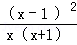 (x-1)²
x(x+1)